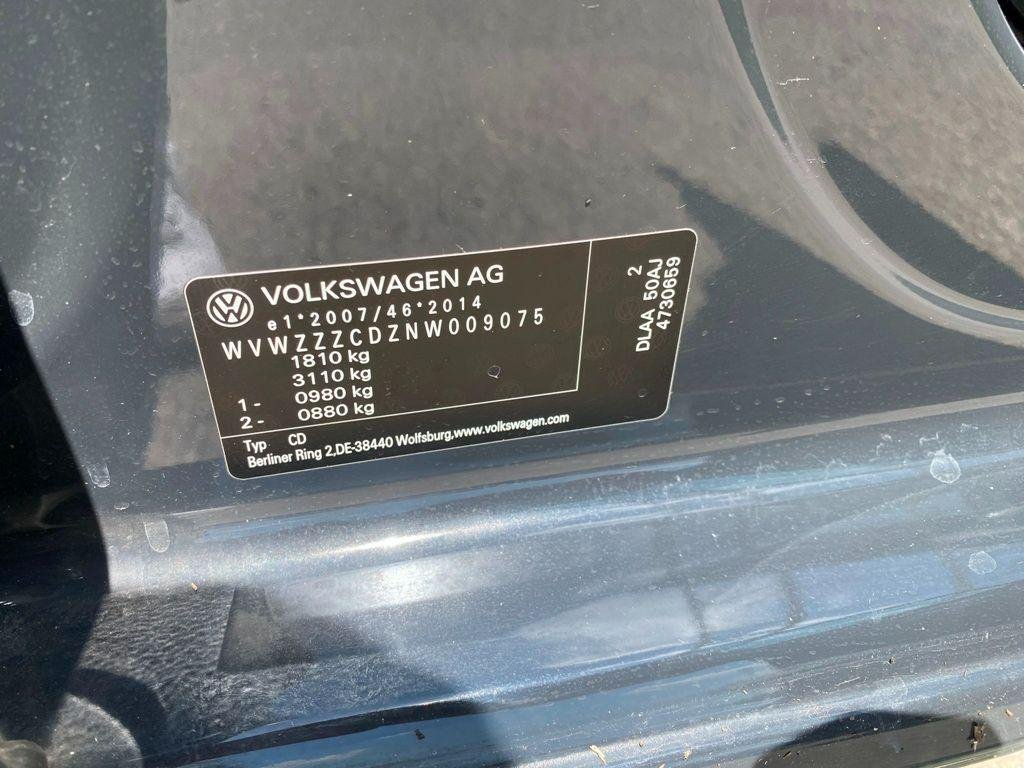 VOLKSWAGEN AG
e1*2007/46*2014
WVWZZZCDZNW009075
1810 kg
3110 kg
1- 0980 kg
2- 0880 kg
Typ CD
Berliner Ring 2,DE-38440 Wolfsburg,www.volkswagen.com
2
DLAA 50AJ
4730659